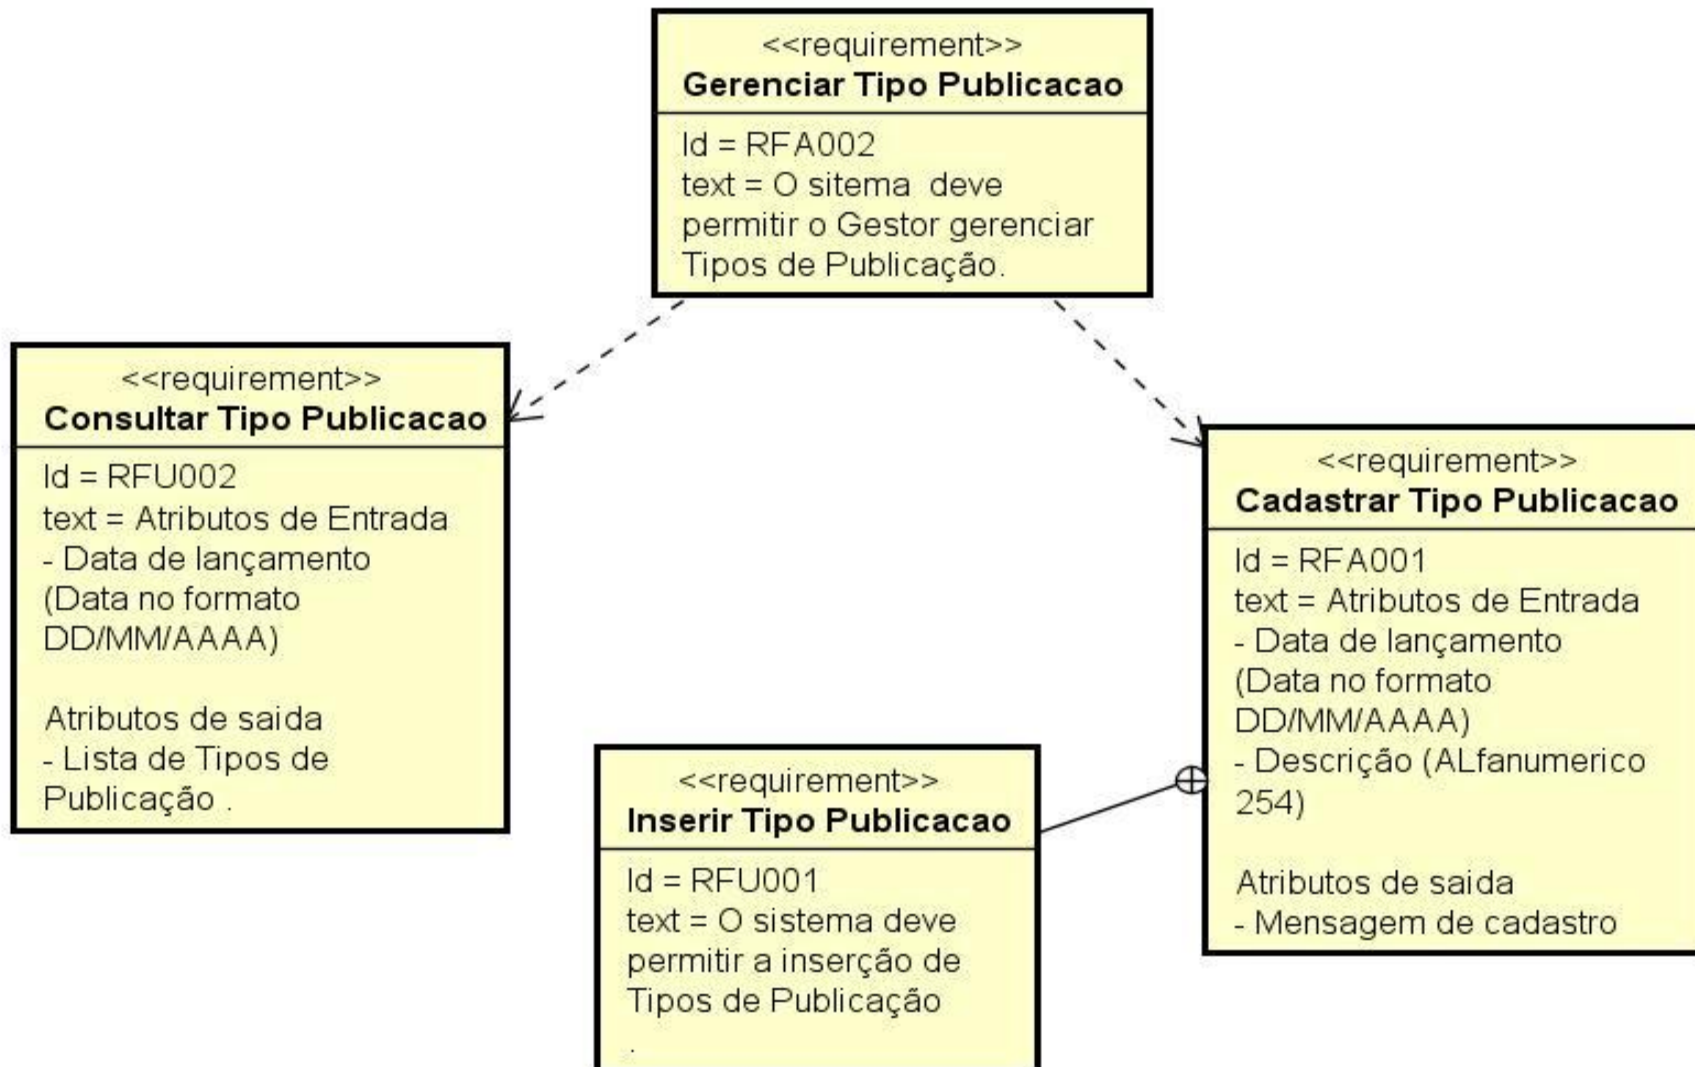 <<requirement>>
Gerenciar Tipo Publicacao
Id = RFA002
text = O sitema  deve
permitir o Gestor gerenciar
Tipos de Publicação.
<<requirement>>
Consultar Tipo Publicacao
Id = RFU002
text = Atributos de Entrada
- Data de lançamento
(Data no formato
DD/MM/AAAA)
Atributos de saida
- Lista de Tipos de
Publicação .
<<requirement>>
Cadastrar Tipo Publicacao
Id = RFA001
text = Atributos de Entrada
- Data de lançamento
(Data no formato
DD/MM/AAAA)
- Descrição (ALfanumerico
254)
Atributos de saida
- Mensagem de cadastro
<<requirement>>
Inserir Tipo Publicacao
Id = RFU001
text = O sistema deve
permitir a inserção de
Tipos de Publicação
.